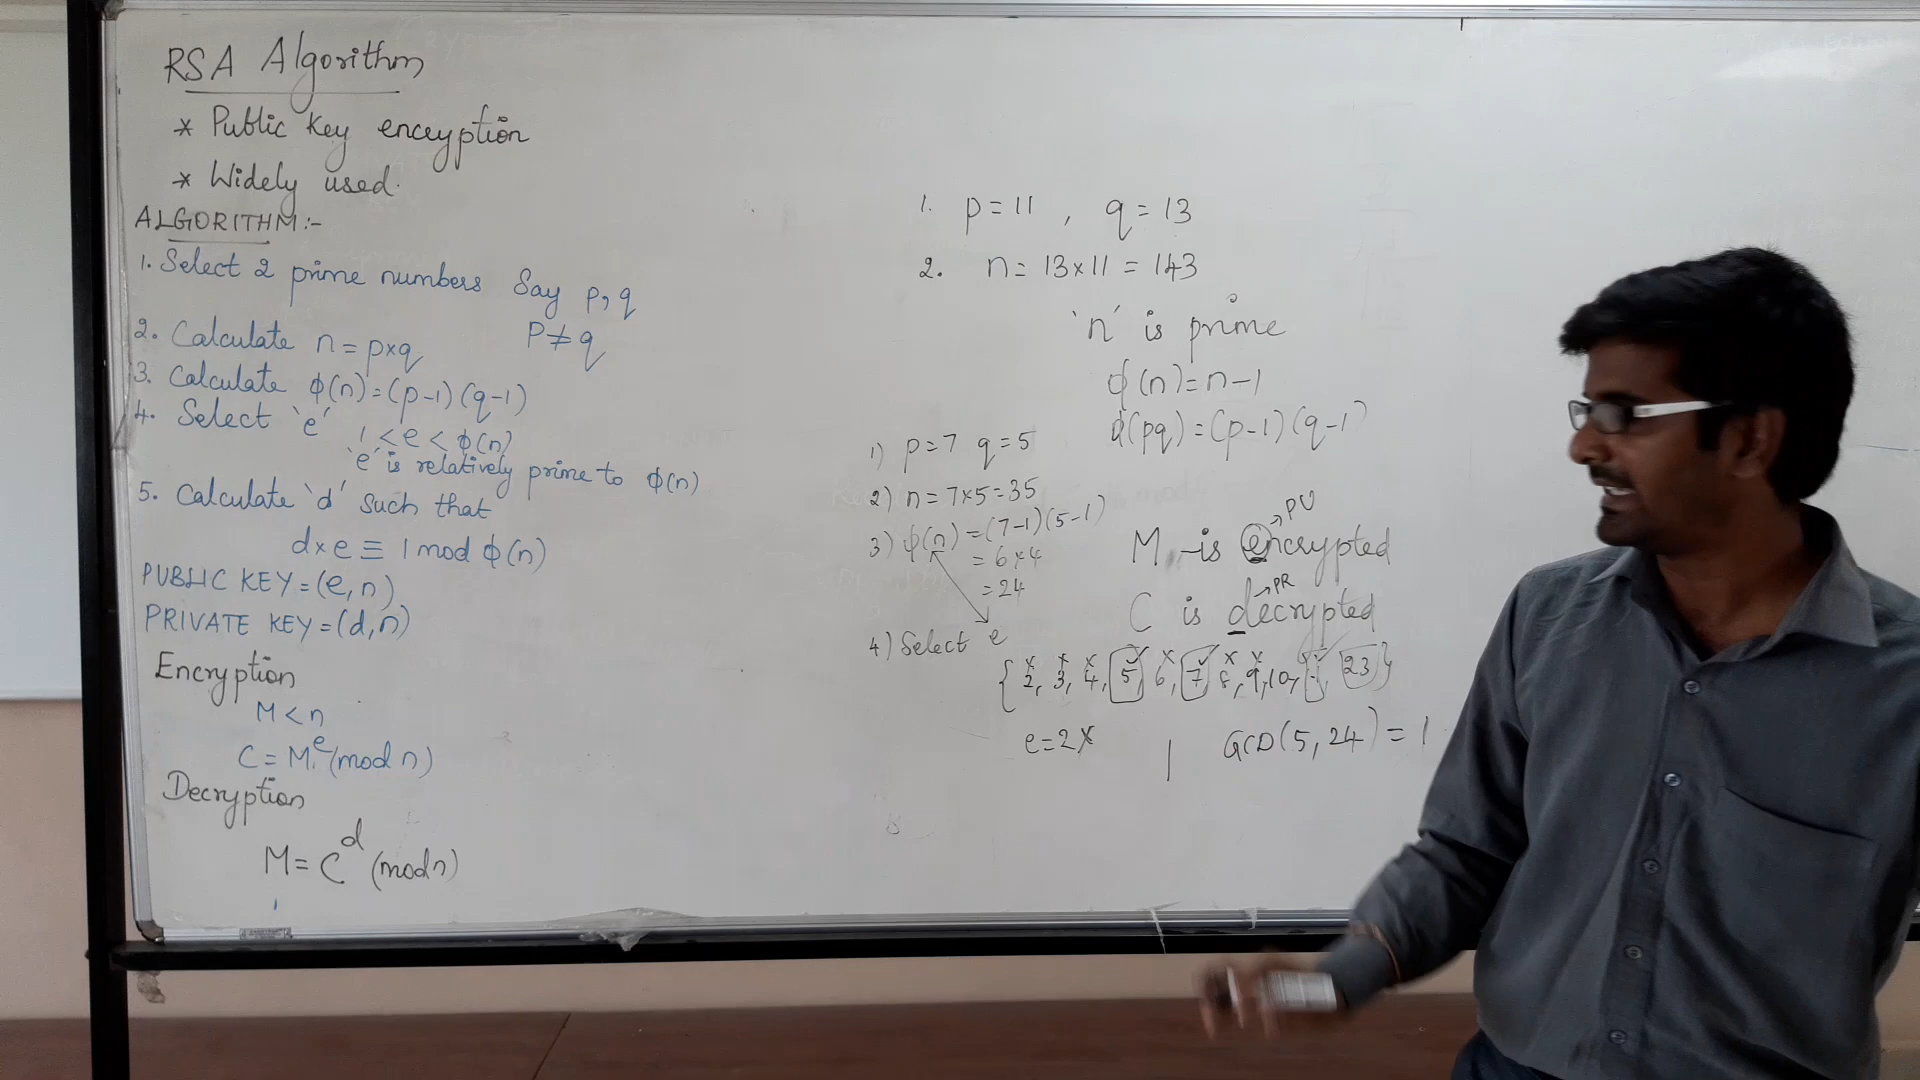 RSA Algorithm
* Public Key encryption
* Widely used.
ALGORITHM:-
1. Select 2 prime numbers Say p, q
P ≠ q
2. Calculate n = p×q
3. Calculate ϕ(n) = (p-1)(q-1)
4. Select 'e' 1 < e < ϕ(n)
'e' is relatively prime to ϕ(n)
5. Calculate 'd' such that
d×e ≡ 1 mod ϕ(n)
PUBLIC KEY = (e, n)
PRIVATE KEY = (d, n)
Encryption
M < n
C = M^e (mod n)
Decryption
M = C^d (mod n)
1. p = 11 , q = 13
2. n = 13×11 = 143
'n' is prime
ϕ(n) = n-1
ϕ(pq) = (p-1)(q-1)
1) p = 7 q = 5
2) n = 7×5 = 35
3) ϕ(n) = (7-1)(5-1)
= 6×4
= 24
4) Select e
→PU
M is encrypted
→PR
C is decrypted
{2, 3, 4, 5, 6, 7, 8, 9, 10, 23}
e = 2 ×
GCD(5, 24) = 1